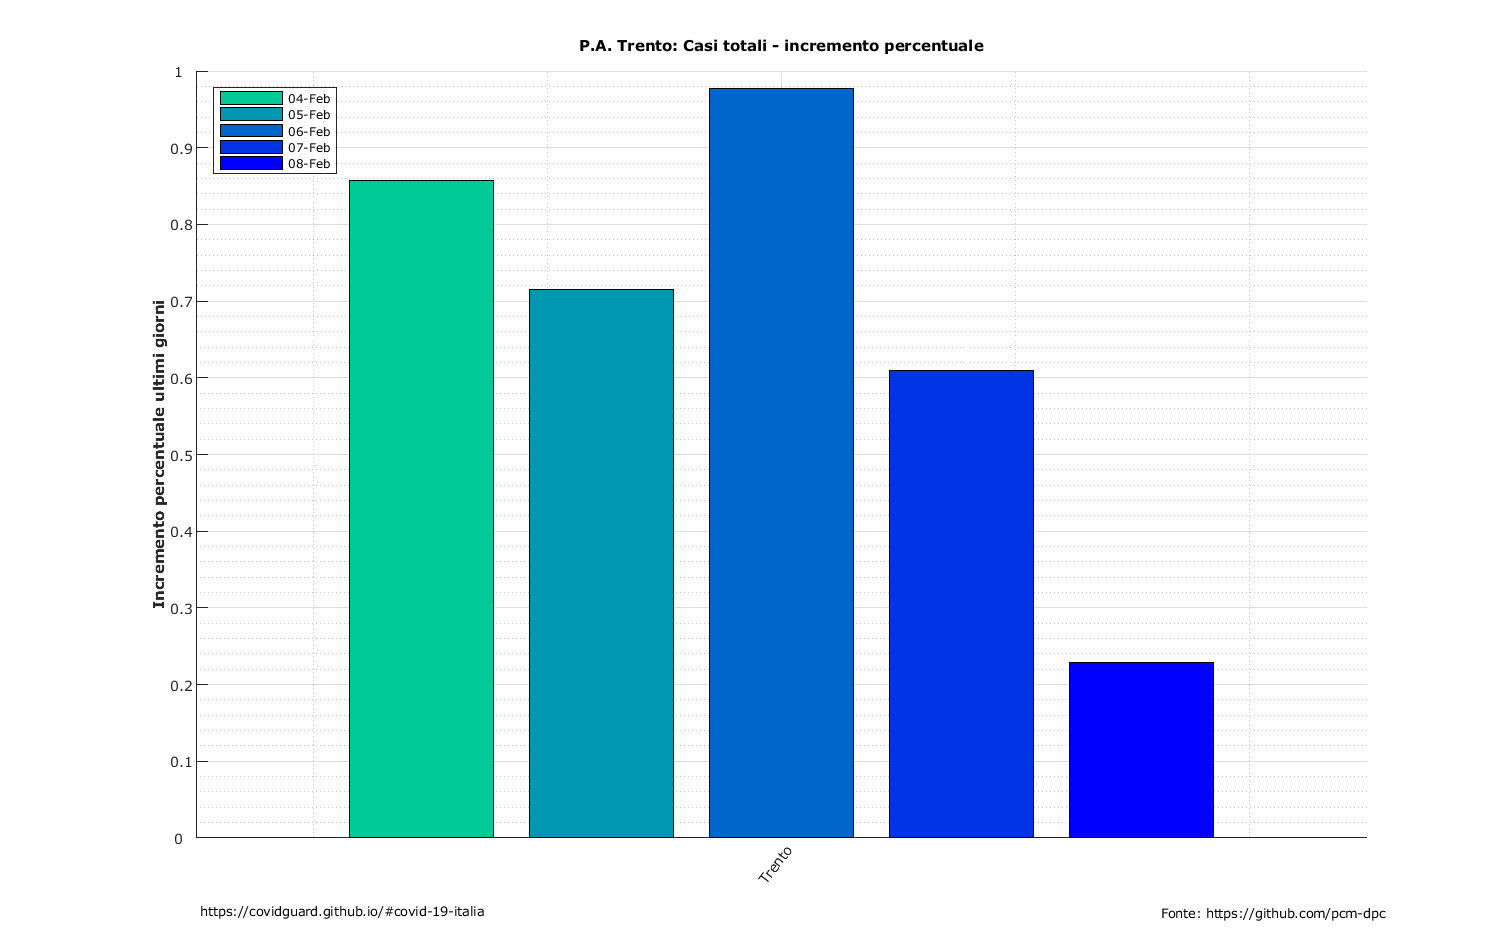 P.A. Trento: Casi totali - incremento percentuale
04-Feb
05-Feb
06-Feb
07-Feb
08-Feb
Incremento percentuale ultimi giorni
1
0.9
0.8
0.7
0.6
0.5
0.4
0.3
0.2
0.1
0
Trento
https://covidguard.github.io/#covid-19-italia
Fonte: https://github.com/pcm-dpc